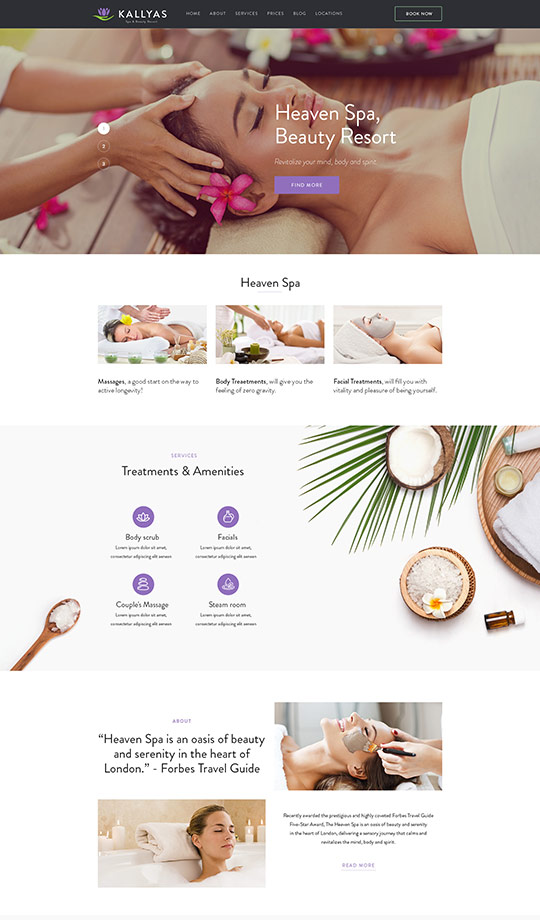 KALLYAS
Spa & Beauty Resort
HOME ABOUT SERVICES PRICES BLOG LOCATIONS
BOOK NOW
1
2
3
Heaven Spa,
Beauty Resort
Revitalize your mind, body and spirit.
FIND MORE
Heaven Spa
Massages, a good start on the way to
active longevity!
Body Treaetments, will give you the
feeling of zero gravity.
Facial Treatments, will fill you with
vitality and pleasure of being yourself.
SERVICES
Treatments & Amenities
Body scrub
Lorem ipsum dolor sit amet,
consectetur adipiscing elit aenean
Facials
Lorem ipsum dolor sit amet,
consectetur adipiscing elit aenean
Couple's Massage
Lorem ipsum dolor sit amet,
consectetur adipiscing elit aenean
Steam room
Lorem ipsum dolor sit amet,
consectetur adipiscing elit aenean
ABOUT
“Heaven Spa is an oasis of beauty
and serenity in the heart of
London.” - Forbes Travel Guide
Recently awarded the prestigious and highly coveted Forbes Travel Guide
Five-Star Award, The Heaven Spa is an oasis of beauty and serenity
in the heart of London, delivering a sensory journey that calms and
revitalizes the mind, body and spirit.
READ MORE